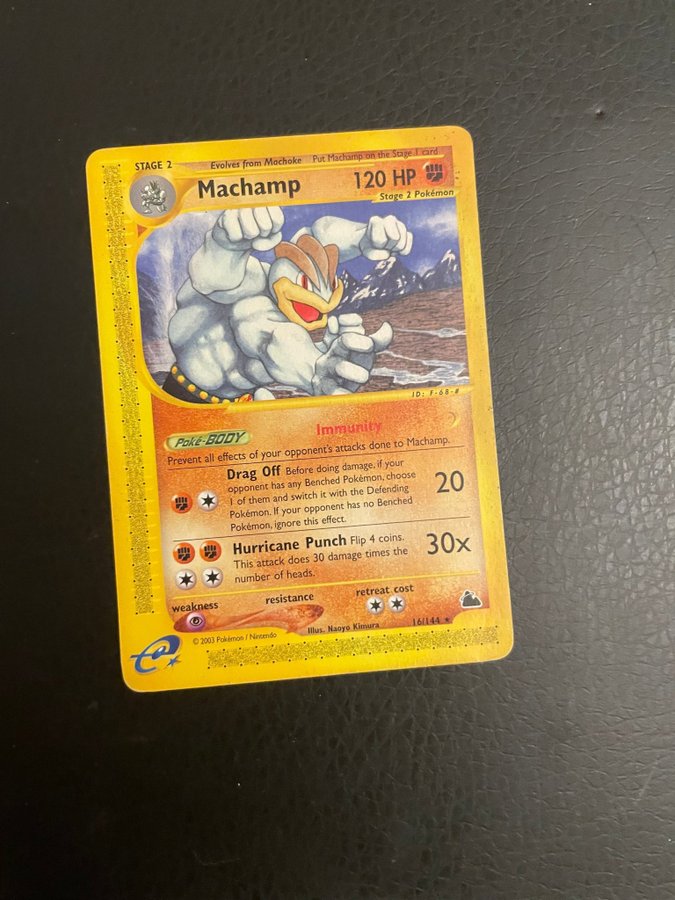 STAGE 2 Evolves from Machoke Put Machamp on the Stage 1 card
Machamp 120 HP
Stage 2 Pokémon
ID: F-68-#
Poké-BODY Immunity
Prevent all effects of your opponent's attacks done to Machamp.
Drag Off Before doing damage, if your
opponent has any Benched Pokémon, choose
1 of them and switch it with the Defending
Pokémon. If your opponent has no Benched
Pokémon, ignore this effect.
20
Hurricane Punch Flip 4 coins.
This attack does 30 damage times the
number of heads.
30x
weakness resistance retreat cost
Illus. Naoyo Kimura 16/144 ★
© 2003 Pokémon / Nintendo
e